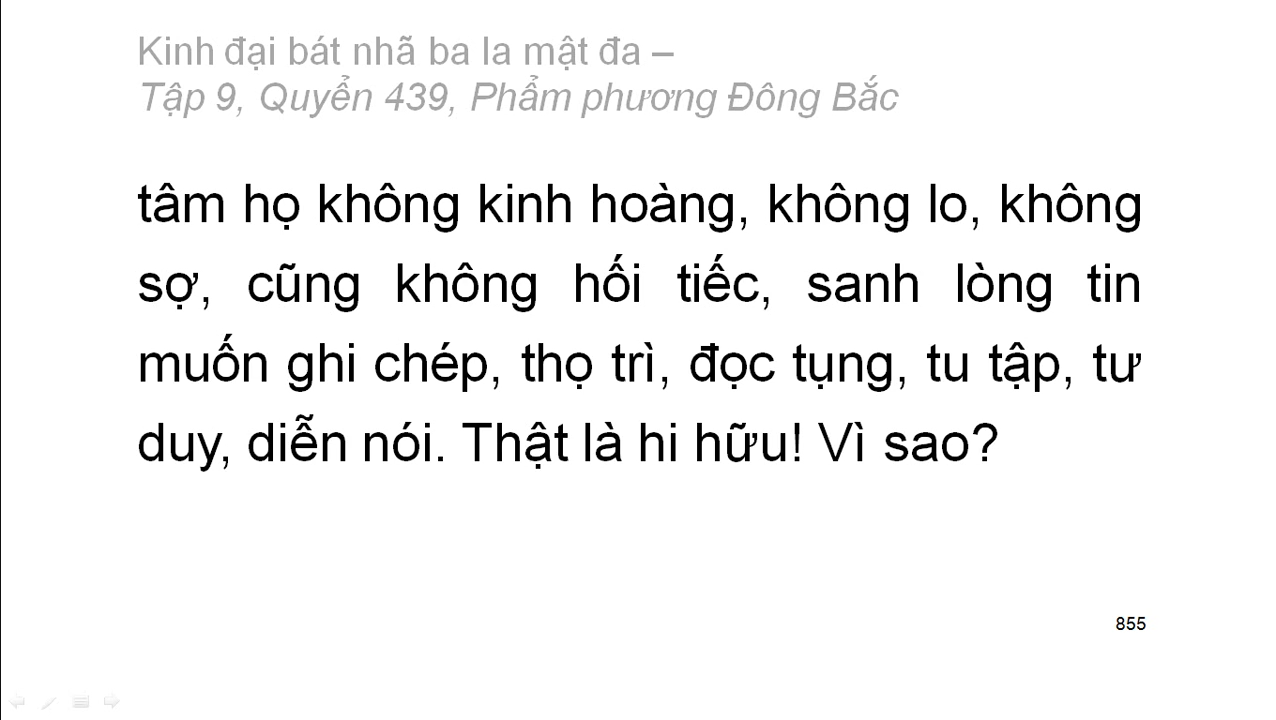 Kinh đại bát nhã ba la mật đa –
Tập 9, Quyển 439, Phẩm phương Đông Bắc
tâm họ không kinh hoàng, không lo, không
sợ, cũng không hối tiếc, sanh lòng tin
muốn ghi chép, thọ trì, đọc tụng, tu tập, tư
duy, diễn nói. Thật là hi hữu! Vì sao?
855